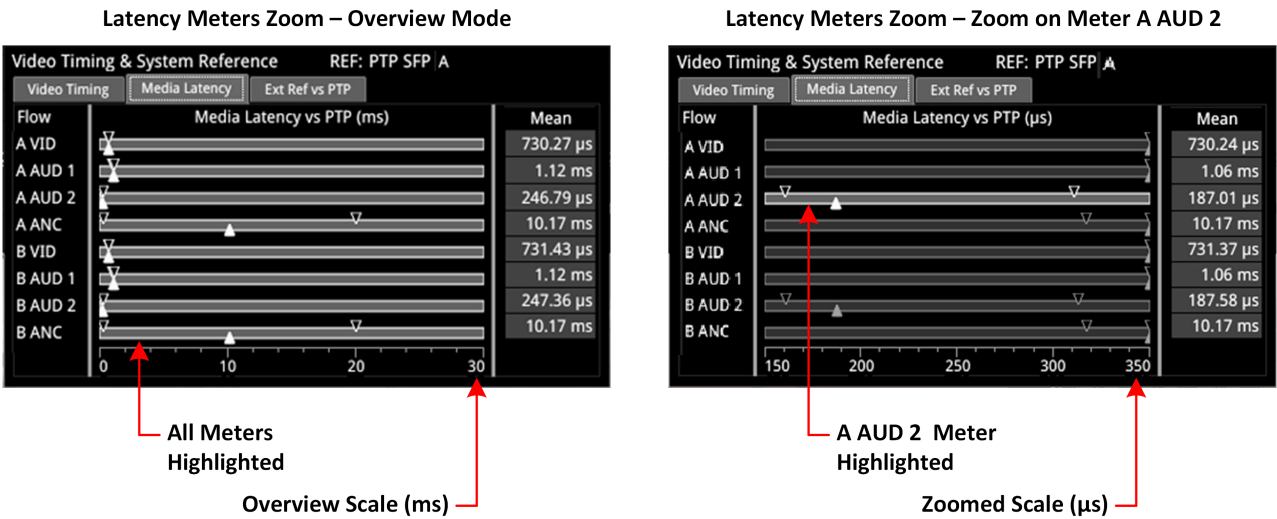 Latency Meters Zoom – Overview Mode
Video Timing & System Reference REF: PTP SFP A
Video Timing Media Latency Ext Ref vs PTP
Flow Media Latency vs PTP (ms) Mean
A VID 730.27 µs
A AUD 1 1.12 ms
A AUD 2 246.79 µs
A ANC 10.17 ms
B VID 731.43 µs
B AUD 1 1.12 ms
B AUD 2 247.36 µs
B ANC 10.17 ms
0 10 20 30
All Meters
Highlighted
Overview Scale (ms)
Latency Meters Zoom – Zoom on Meter A AUD 2
Video Timing & System Reference REF: PTP SFP A
Video Timing Media Latency Ext Ref vs PTP
Flow Media Latency vs PTP (µs) Mean
A VID 730.24 µs
A AUD 1 1.06 ms
A AUD 2 187.01 µs
A ANC 10.17 ms
B VID 731.37 µs
B AUD 1 1.06 ms
B AUD 2 187.58 µs
B ANC 10.17 ms
150 200 250 300 350
A AUD 2 Meter
Highlighted
Zoomed Scale (µs)